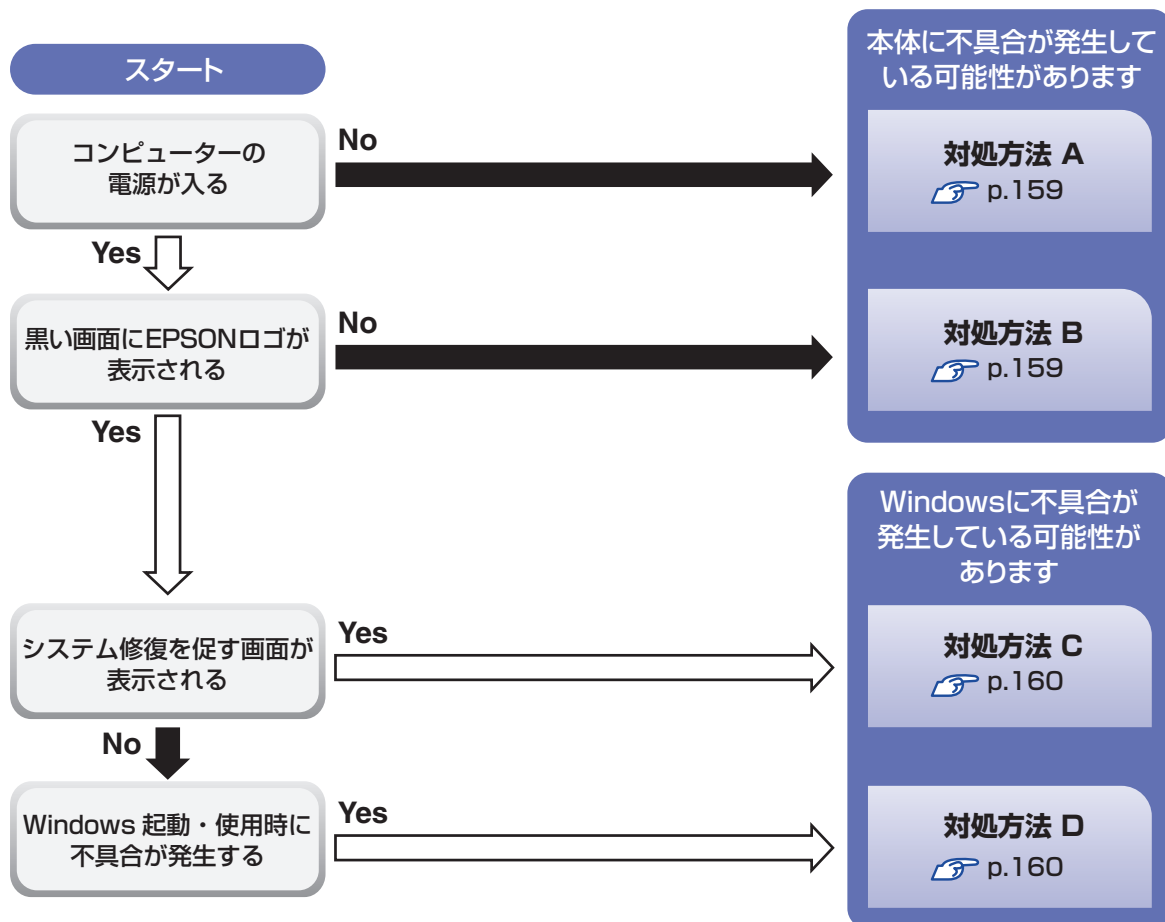 スタート
コンピューターの
電源が入る
No
Yes
黒い画面にEPSONロゴが
表示される
No
Yes
システム修復を促す画面が
表示される
Yes
No
Windows 起動・使用時に
不具合が発生する
Yes
本体に不具合が発生して
いる可能性があります
対処方法 A
p.159
対処方法 B
p.159
Windowsに不具合が
発生している可能性が
あります
対処方法 C
p.160
対処方法 D
p.160